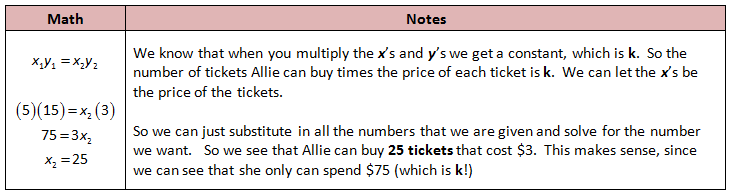 Math
Notes
x₁y₁ = x₂y₂
(5)(15) = x₂(3)
75 = 3x₂
x₂ = 25
We know that when you multiply the x's and y's we get a constant, which is k.  So the
number of tickets Allie can buy times the price of each ticket is k.  We can let the x's be
the price of the tickets.
So we can just substitute in all the numbers that we are given and solve for the number
we want.   So we see that Allie can buy 25 tickets that cost $3.  This makes sense, since
we can see that she only can spend $75 (which is k!)